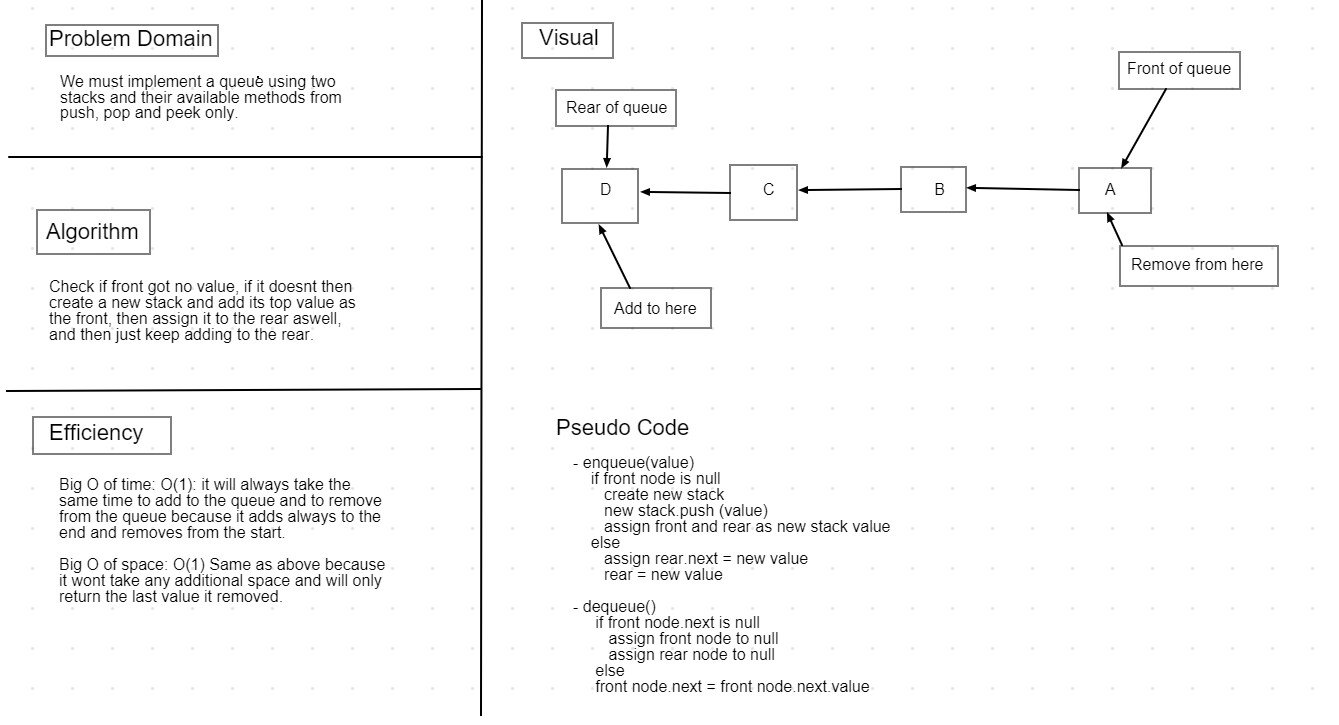 Problem Domain
We must implement a queue using two
stacks and their available methods from
push, pop and peek only.
Algorithm
Check if front got no value, if it doesnt then
create a new stack and add its top value as
the front, then assign it to the rear aswell,
and then just keep adding to the rear.
Efficiency
Big O of time: O(1): it will always take the
same time to add to the queue and to remove
from the queue because it adds always to the
end and removes from the start.
Big O of space: O(1) Same as above because
it wont take any additional space and will only
return the last value it removed.
Visual
Front of queue
Rear of queue
D
C
B
A
Remove from here
Add to here
Pseudo Code
- enqueue(value)
if front node is null
create new stack
new stack.push (value)
assign front and rear as new stack value
else
assign rear.next = new value
rear = new value
- dequeue()
if front node.next is null
assign front node to null
assign rear node to null
else
front node.next = front node.next.value